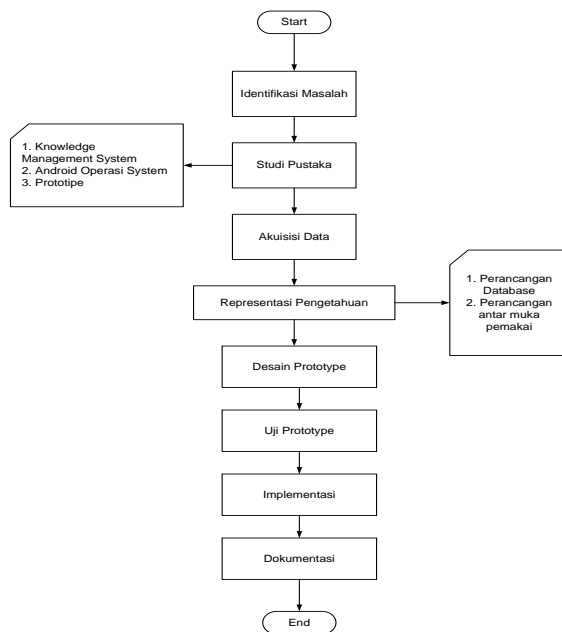 Start
Identifikasi Masalah
1. Knowledge
Management System
2. Android Operasi System
3. Prototipe
Studi Pustaka
Akuisisi Data
Representasi Pengetahuan
1. Perancangan
Database
2. Perancangan
antar muka
pemakai
Desain Prototype
Uji Prototype
Implementasi
Dokumentasi
End